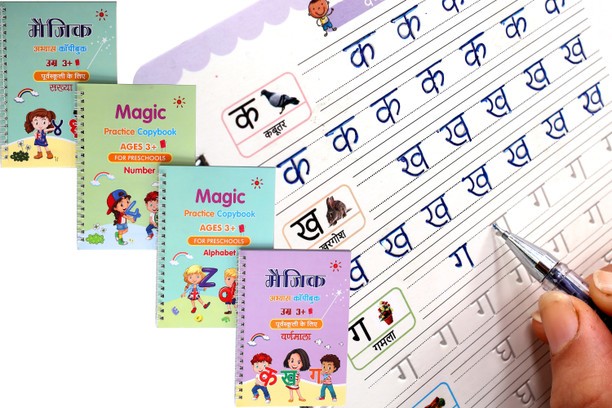 मैजिक
अभ्यास कॉपीबुक
उम्र 3+
पूर्वस्कूली के लिए
संख्या
Magic
Practice Copybook
AGES 3+
FOR PRESCHOOLS
Number
Magic
Practice Copybook
AGES 3+
FOR PRESCHOOLS
Alphabet
मैजिक
अभ्यास कॉपीबुक
उम्र 3+
पूर्वस्कूली के लिए
वर्णमाला
क ख ग
क
कबूतर
क क क
क क क क क क क
ख
खरगोश
ख ख ख ख ख
ख ख ख ख ख ख ख
ग
गमला
ग ग ग ग